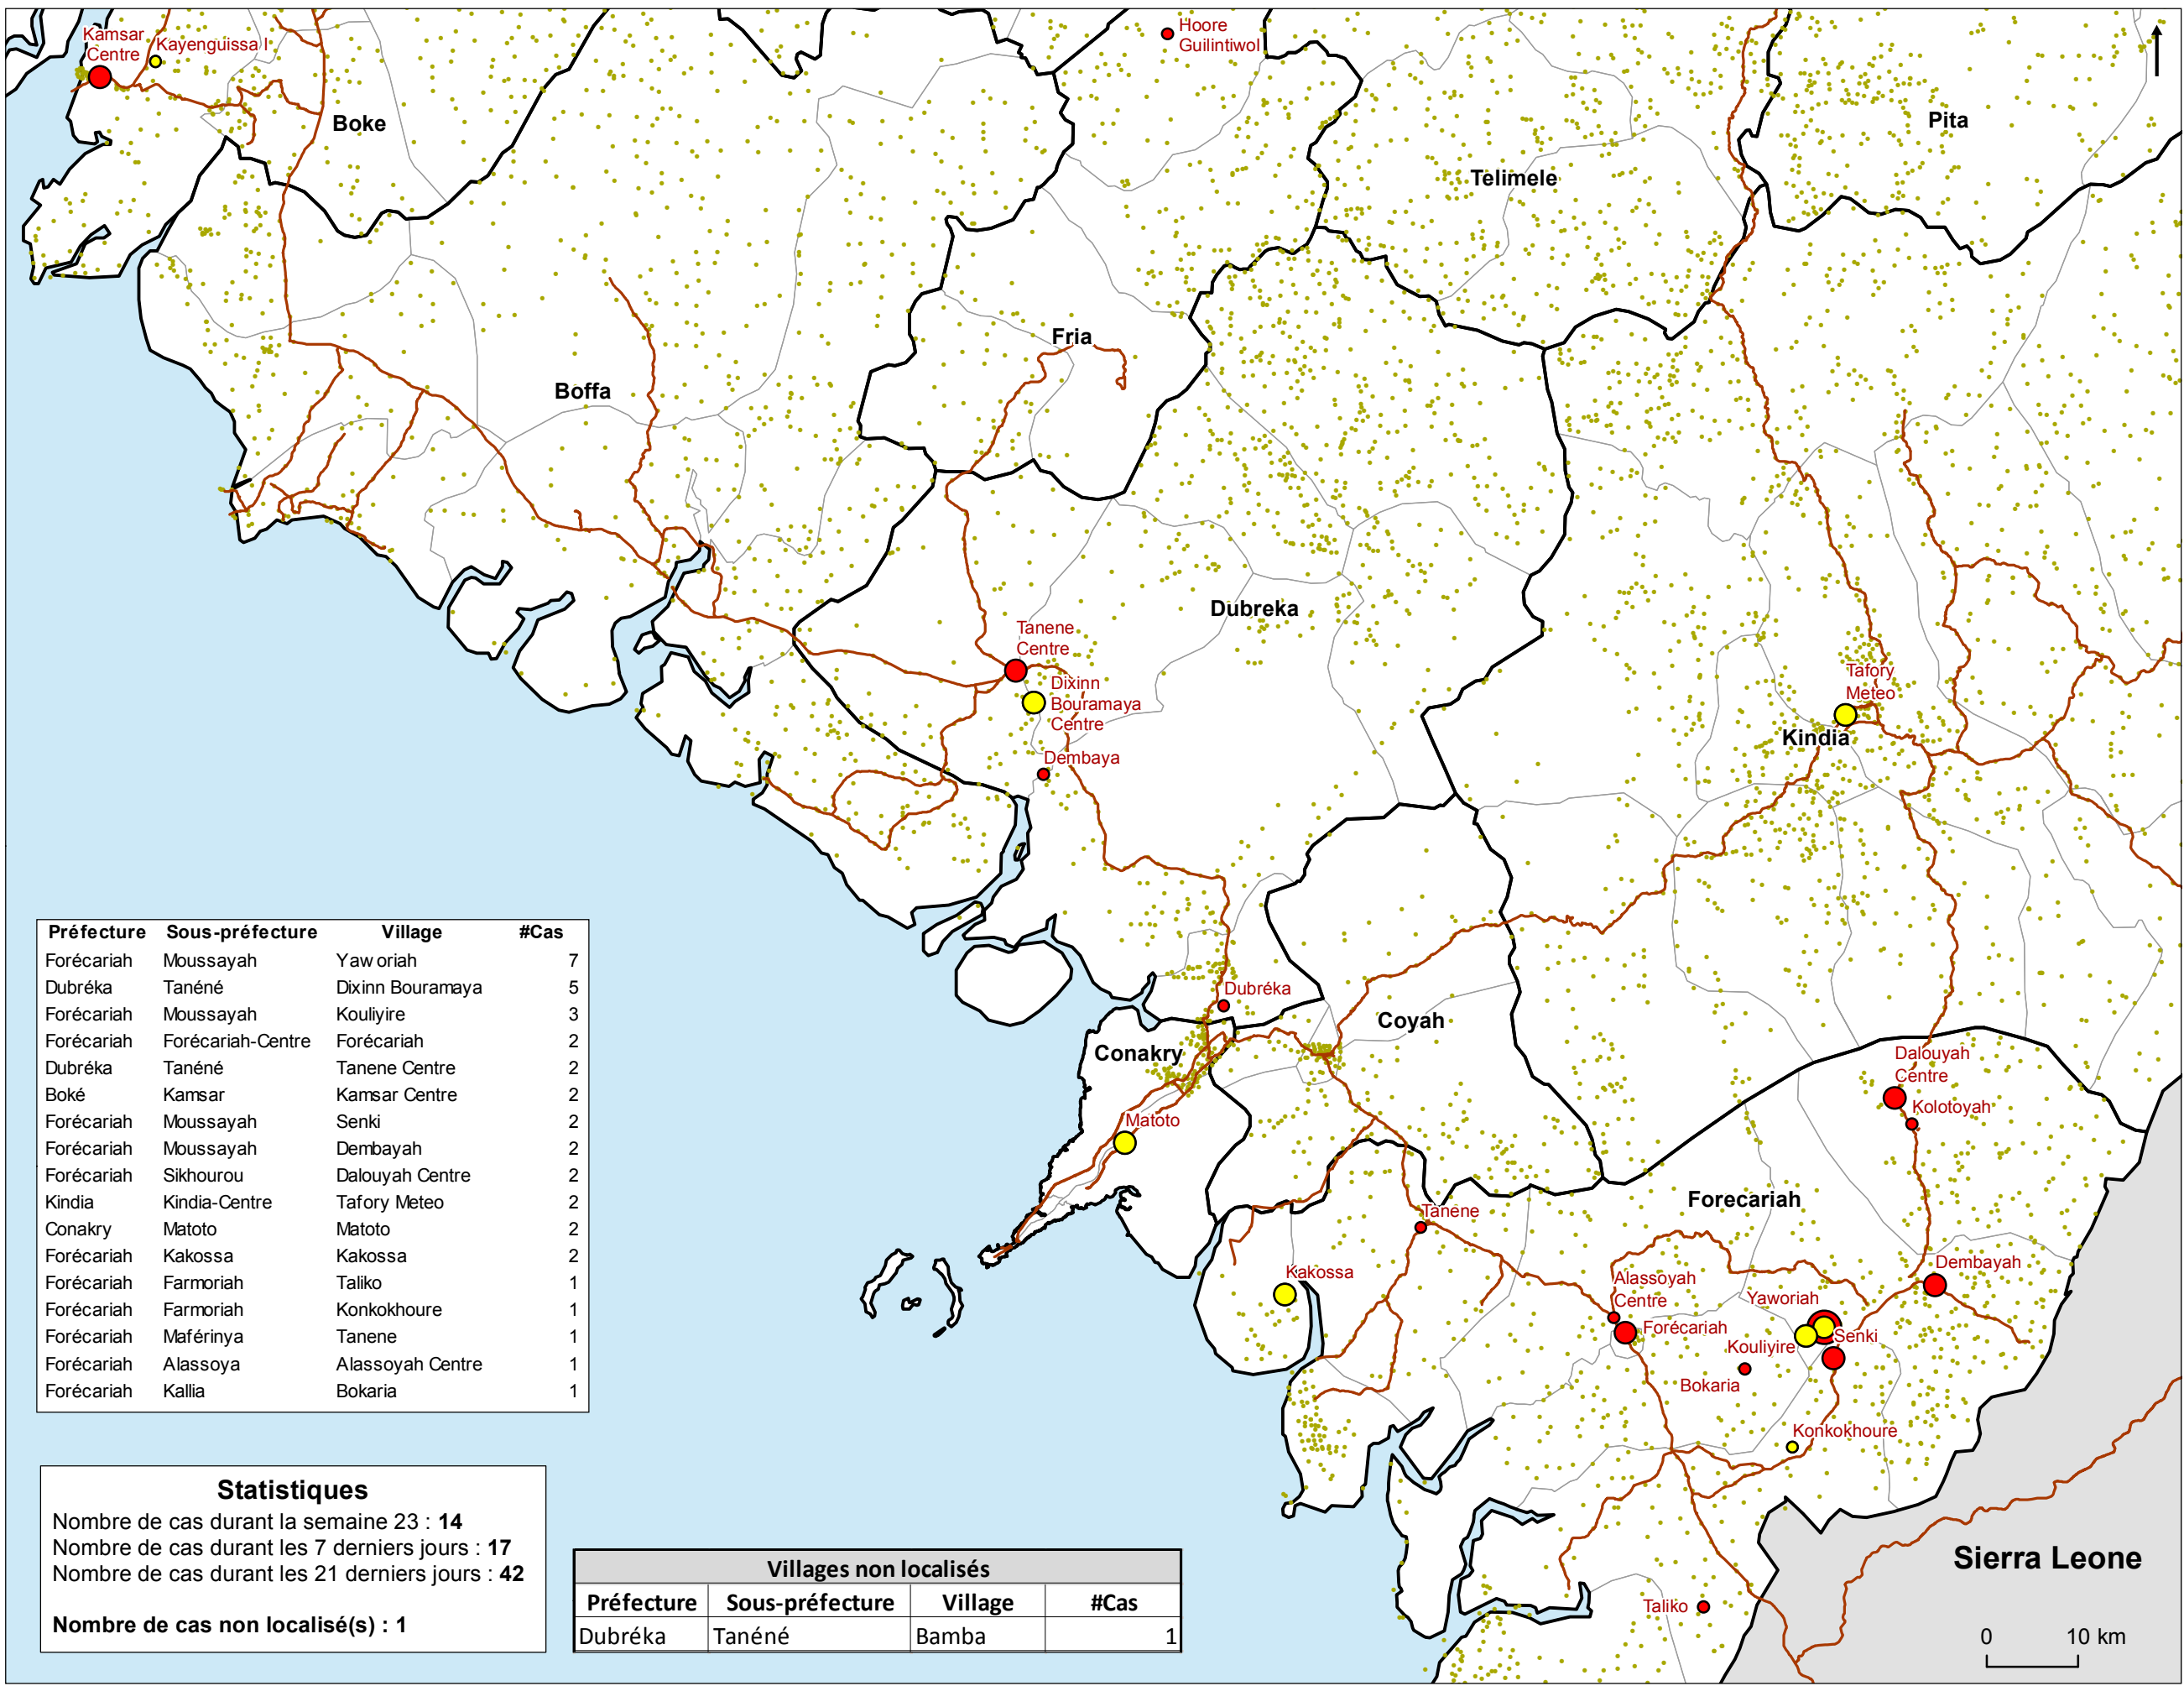 Kamsar
Centre
Kayenguissa I
Hoore
Guilintiwol
Boke
Pita
Telimele
Fria
Boffa
Dubreka
Tanene
Centre
Dixinn
Bouramaya
Centre
Dembaya
Tafory
Meteo
Kindia
Dubréka
Coyah
Conakry
Matoto
Dalouyah
Centre
Kolotoyah
Forecariah
Tanene
Kakossa
Dembayah
Alassoyah
Centre
Yaworiah
Forécariah
Senki
Kouliyire
Bokaria
Konkokhoure
Taliko
Sierra Leone
0 10 km
Préfecture Sous-préfecture Village #Cas
Forécariah Moussayah Yaworiah 7
Dubréka Tanéné Dixinn Bouramaya 5
Forécariah Moussayah Kouliyire 3
Forécariah Forécariah-Centre Forécariah 2
Dubréka Tanéné Tanene Centre 2
Boké Kamsar Kamsar Centre 2
Forécariah Moussayah Senki 2
Forécariah Moussayah Dembayah 2
Forécariah Sikhourou Dalouyah Centre 2
Kindia Kindia-Centre Tafory Meteo 2
Conakry Matoto Matoto 2
Forécariah Kakossa Kakossa 2
Forécariah Farmoriah Taliko 1
Forécariah Farmoriah Konkokhoure 1
Forécariah Maférinya Tanene 1
Forécariah Alassoya Alassoyah Centre 1
Forécariah Kallia Bokaria 1
Statistiques
Nombre de cas durant la semaine 23 : 14
Nombre de cas durant les 7 derniers jours : 17
Nombre de cas durant les 21 derniers jours : 42
Nombre de cas non localisé(s) : 1
Villages non localisés
Préfecture Sous-préfecture Village #Cas
Dubréka Tanéné Bamba 1